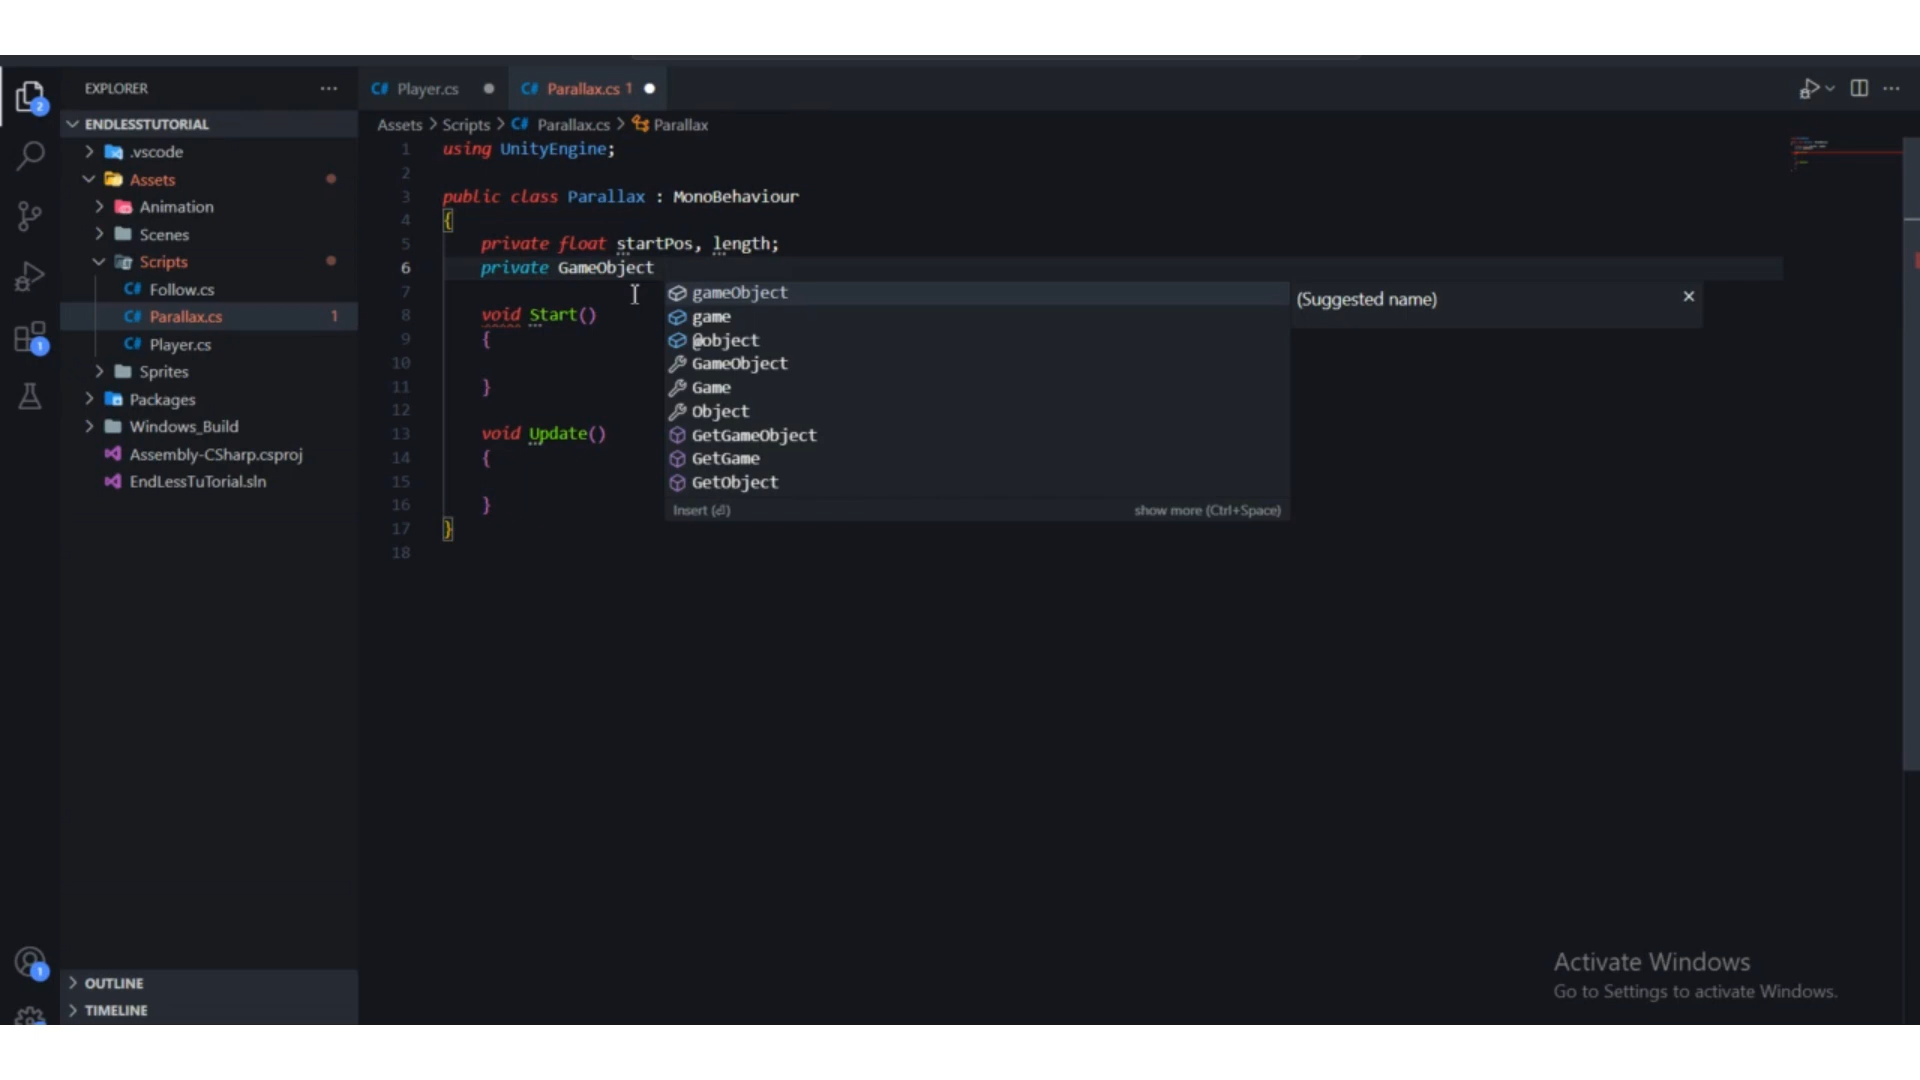 EXPLORER
ENDLESSTUTORIAL
.vscode
Assets
Animation
Scenes
Scripts
Follow.cs
Parallax.cs 1
Player.cs
Sprites
Packages
Windows_Build
Assembly-CSharp.csproj
EndLessTuTorial.sln
OUTLINE
TIMELINE
2
1
1
C# Player.cs
C# Parallax.cs 1
Assets > Scripts > C# Parallax.cs > Parallax
1 using UnityEngine;
2
3 public class Parallax : MonoBehaviour
4 {
5 private float startPos, length;
6 private GameObject
7
8 void Start()
9 {
10
11 }
12
13 void Update()
14 {
15
16 }
17 }
18
gameObject
game
@object
GameObject
Game
Object
GetGameObject
GetGame
GetObject
Insert (⏎) show more (Ctrl+Space)
(Suggested name)
Activate Windows
Go to Settings to activate Windows.